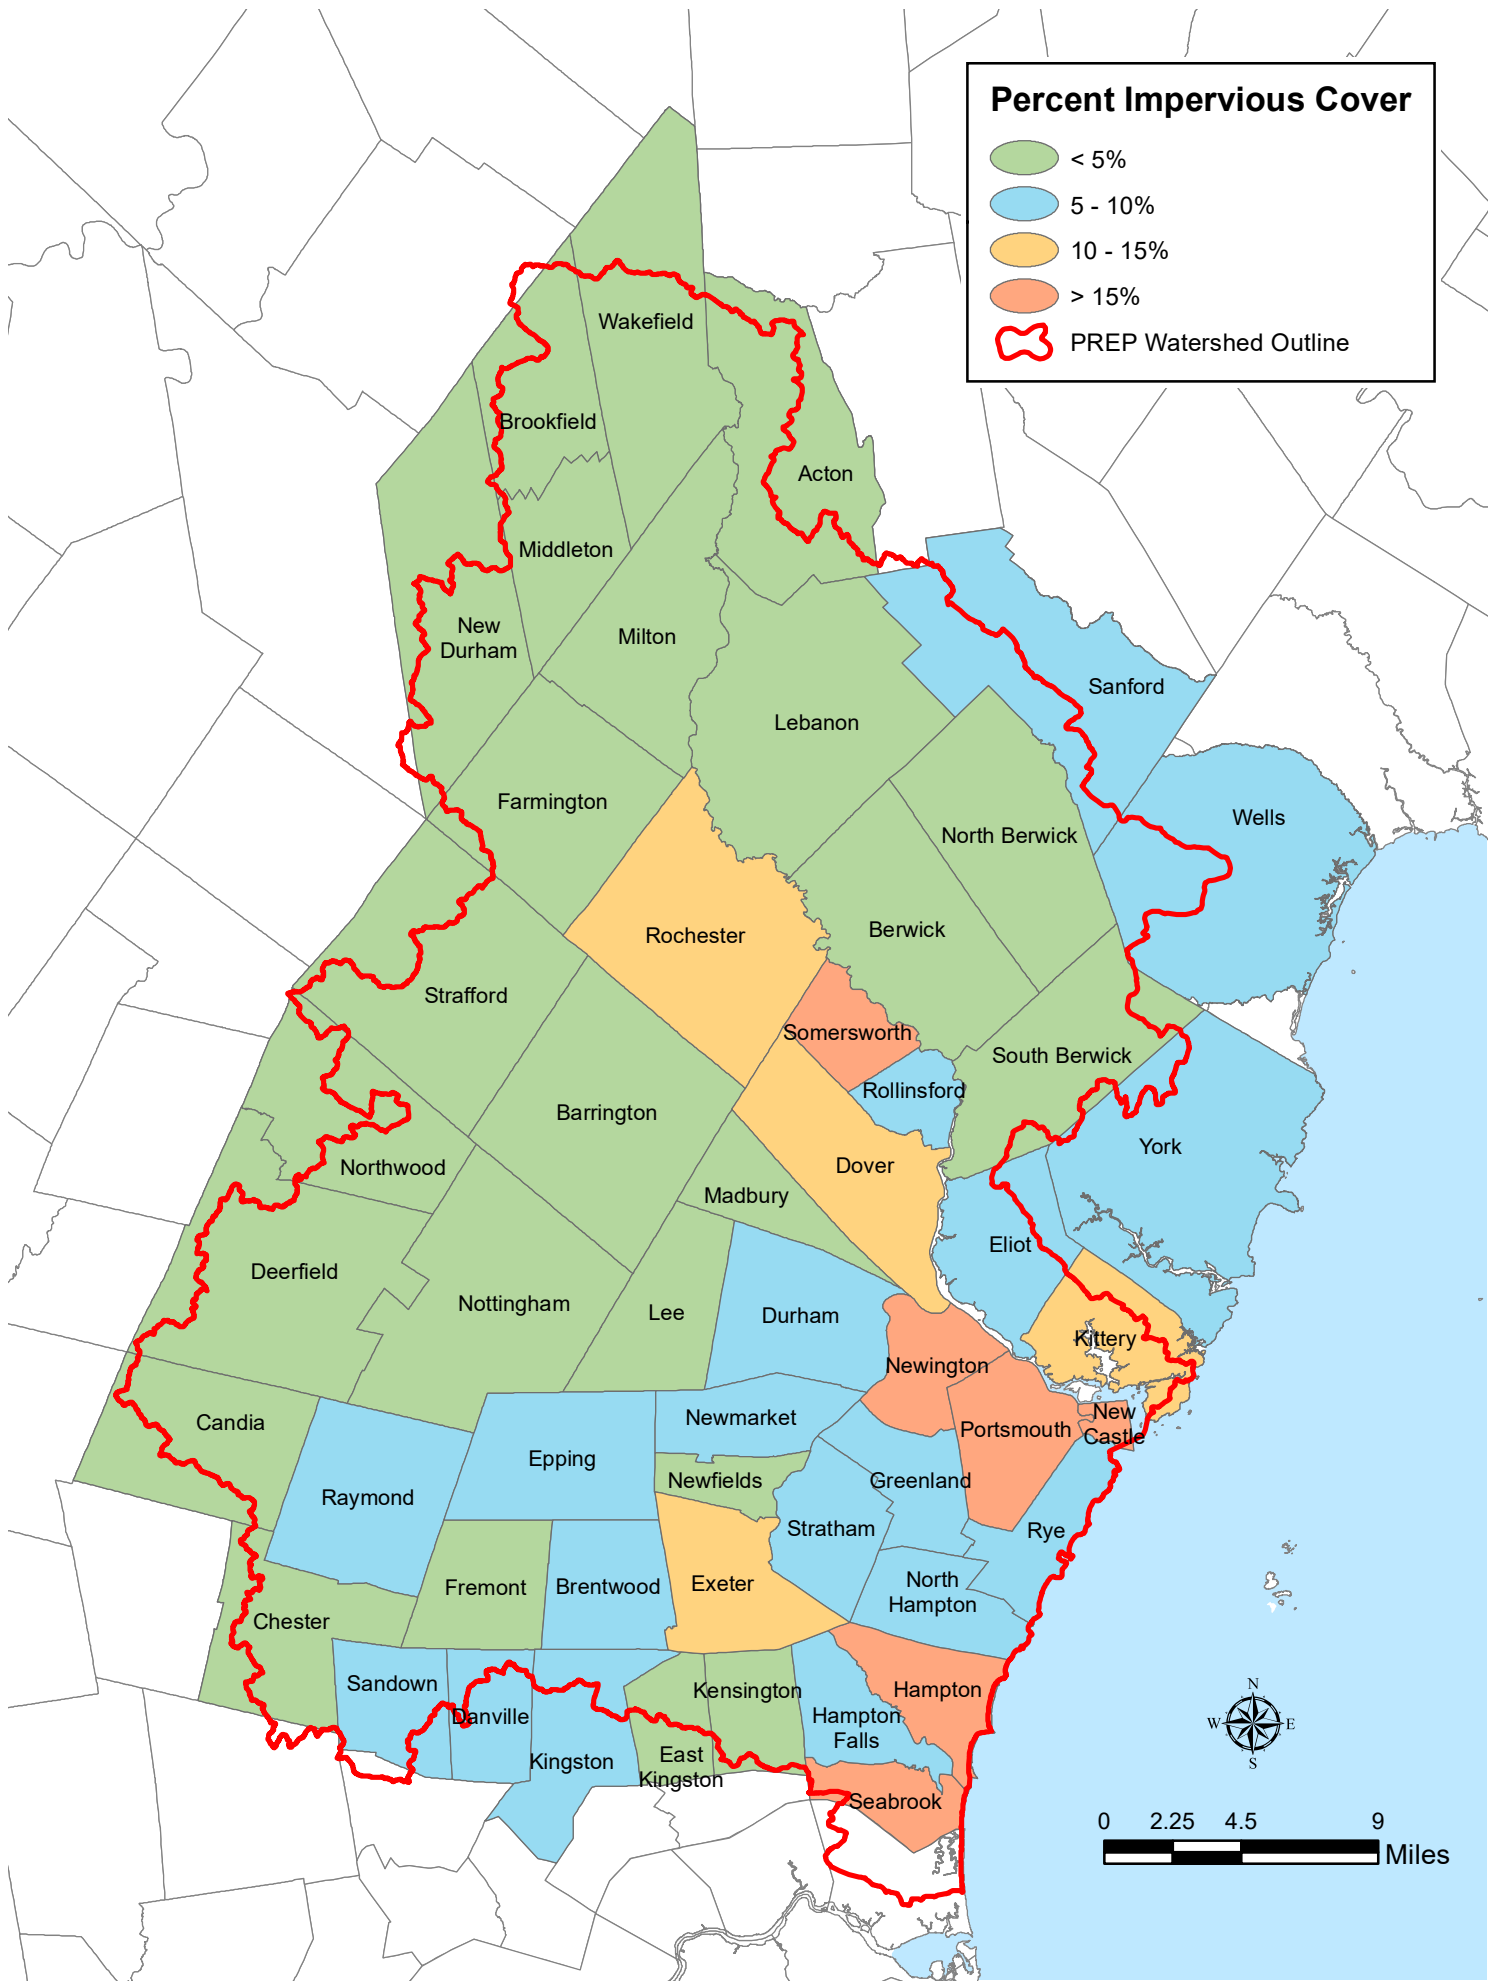 Percent Impervious Cover
< 5%
5 - 10%
10 - 15%
> 15%
PREP Watershed Outline
Wakefield
Brookfield
Acton
Middleton
New
Durham
Milton
Sanford
Lebanon
Farmington
Wells
North Berwick
Rochester
Berwick
Strafford
Somersworth
South Berwick
Rollinsford
Barrington
York
Northwood
Dover
Madbury
Eliot
Deerfield
Nottingham
Lee
Durham
Kittery
Newington
Candia
Newmarket
New
Castle
Portsmouth
Epping
Newfields
Greenland
Raymond
Stratham
Rye
Fremont
Brentwood
Exeter
North
Hampton
Chester
Sandown
Kensington
Hampton
Danville
Hampton
Falls
Kingston
East
Kingston
Seabrook
N
W
E
S
0 2.25 4.5 9
Miles